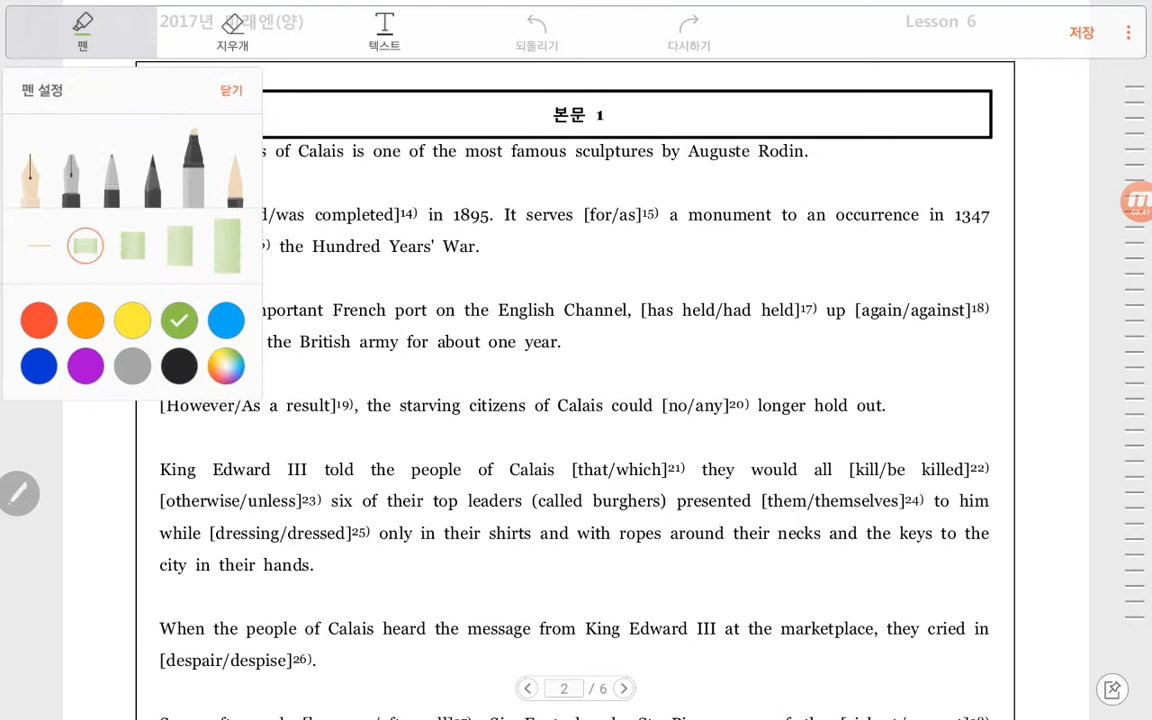 2017년 미래엔(양)
Lesson 6
펜
지우개
텍스트
되돌리기
다시하기
저장
펜 설정
닫기
본문 1
s of Calais is one of the most famous sculptures by Auguste Rodin.
d/was completed]14) in 1895. It serves [for/as]15) a monument to an occurrence in 1347
) the Hundred Years' War.
mportant French port on the English Channel, [has held/had held]17) up [again/against]18)
the British army for about one year.
[However/As a result]19), the starving citizens of Calais could [no/any]20) longer hold out.
King Edward III told the people of Calais [that/which]21) they would all [kill/be killed]22)
[otherwise/unless]23) six of their top leaders (called burghers) presented [them/themselves]24) to him
while [dressing/dressed]25) only in their shirts and with ropes around their necks and the keys to the
city in their hands.
When the people of Calais heard the message from King Edward III at the marketplace, they cried in
[despair/despise]26).
2 / 6